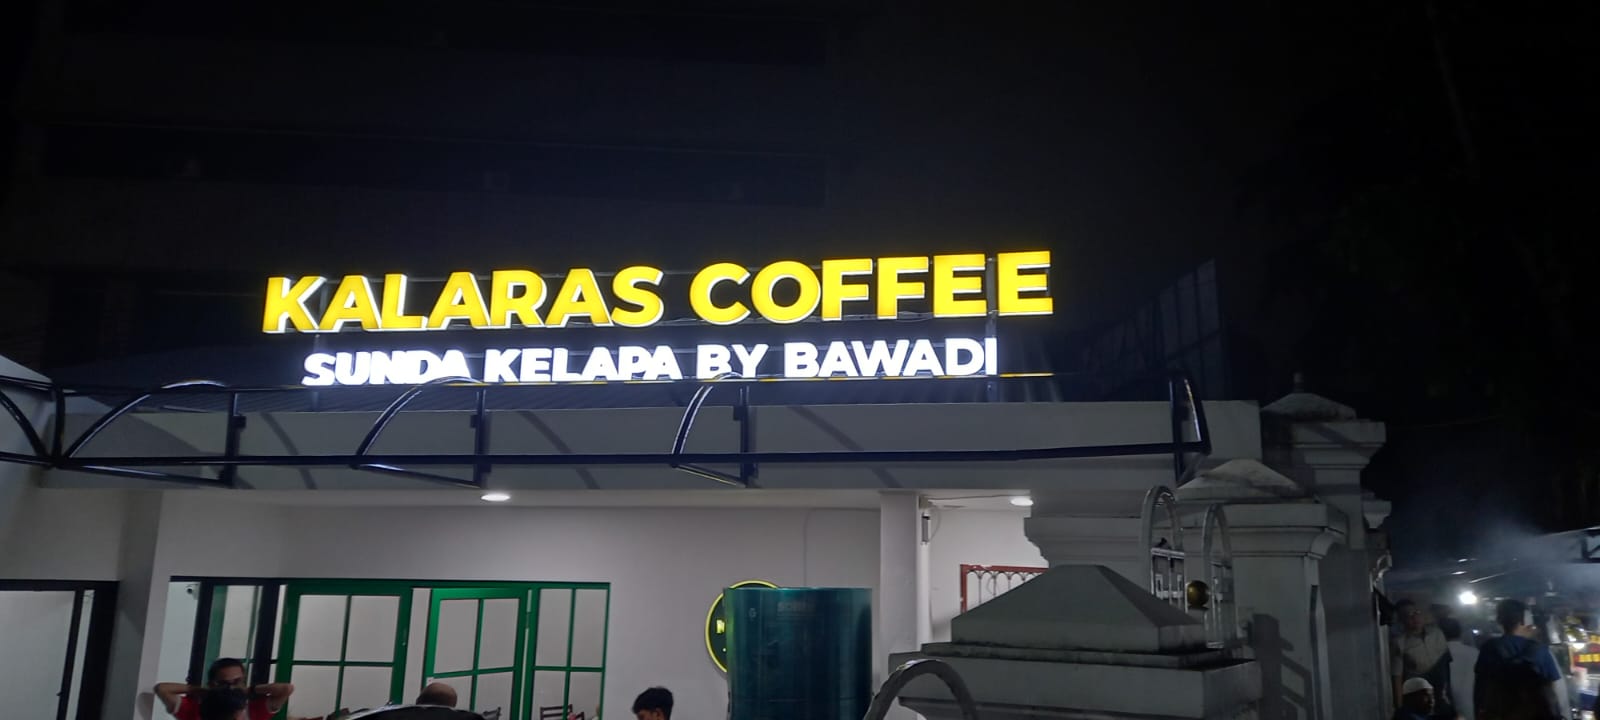 KALARAS COFFEE
SUNDA KELAPA BY BAWADI